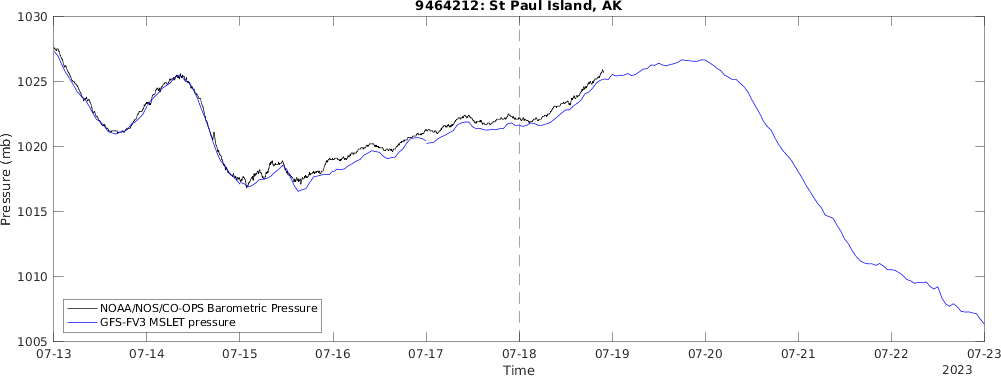 9464212: St Paul Island, AK
1030
1025
1020
1015
1010
1005
Pressure (mb)
NOAA/NOS/CO-OPS Barometric Pressure
GFS-FV3 MSLET pressure
07-13 07-14 07-15 07-16 07-17 07-18 07-19 07-20 07-21 07-22 07-23
Time
2023